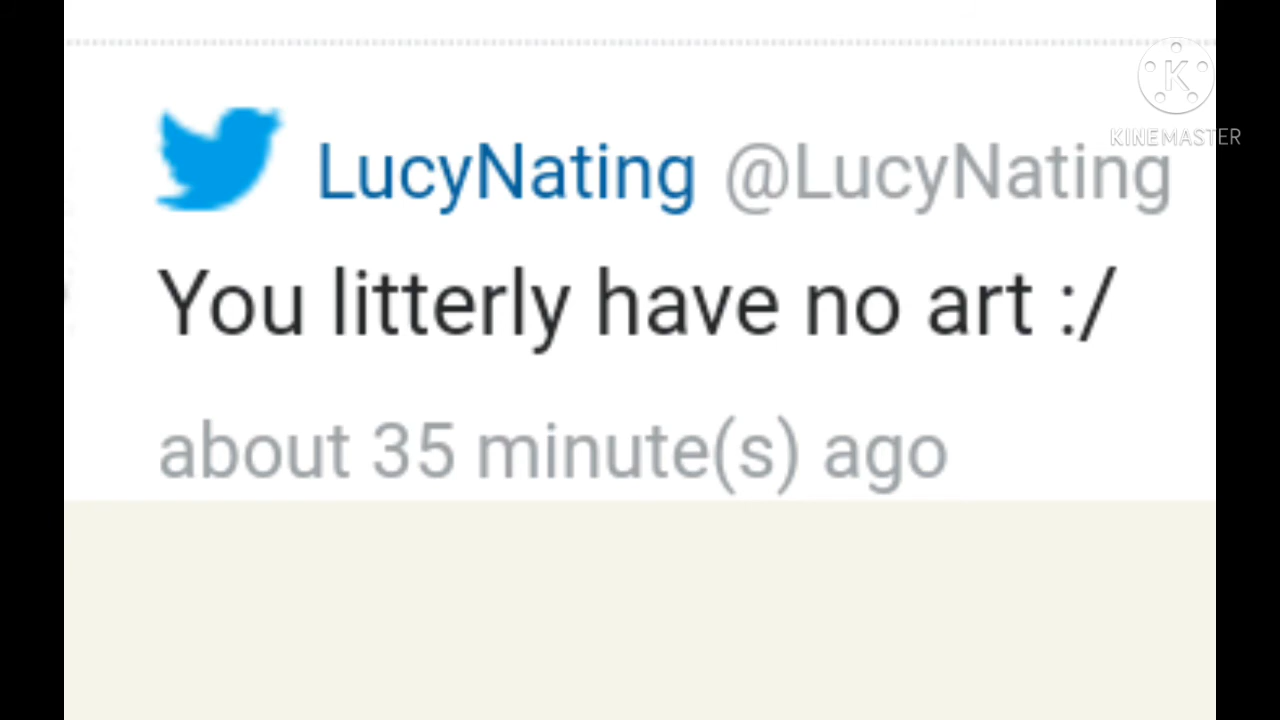 K
KINEMASTER
LucyNating @LucyNating
You litterly have no art :/
about 35 minute(s) ago